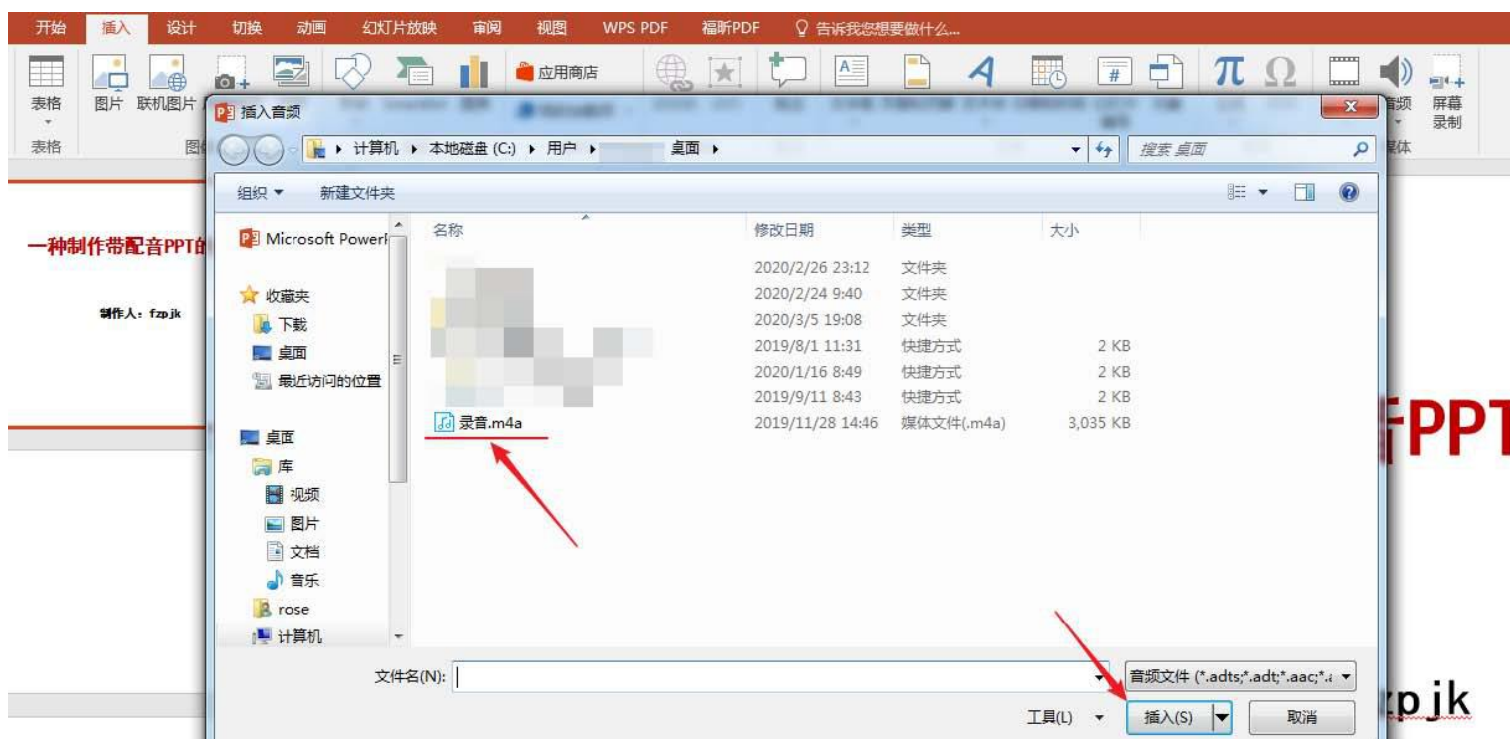 开始 插入 设计 切换 动画 幻灯片放映 审阅 视图 WPS PDF 福昕PDF 告诉我您想要做什么...
应用商店
表格 图片 联机图片 屏幕
录制
表格
插入音频
计算机 本地磁盘 (C:) 用户 桌面 搜索 桌面
组织 新建文件夹
一种制作带配音PPT的
制作人：fzpjk
Microsoft PowerP
收藏夹
下载
桌面
最近访问的位置
桌面
库
视频
图片
文档
音乐
rose
计算机
名称 修改日期 类型 大小
2020/2/26 23:12 文件夹
2020/2/24 9:40 文件夹
2020/3/5 19:08 文件夹
2019/8/1 11:31 快捷方式 2 KB
2020/1/16 8:49 快捷方式 2 KB
2019/9/11 8:43 快捷方式 2 KB
录音.m4a 2019/11/28 14:46 媒体文件(.m4a) 3,035 KB
PPT
文件名(N): 音频文件 (*.adts;*.adt;*.aac;*.a
工具(L) 插入(S) 取消
pjk